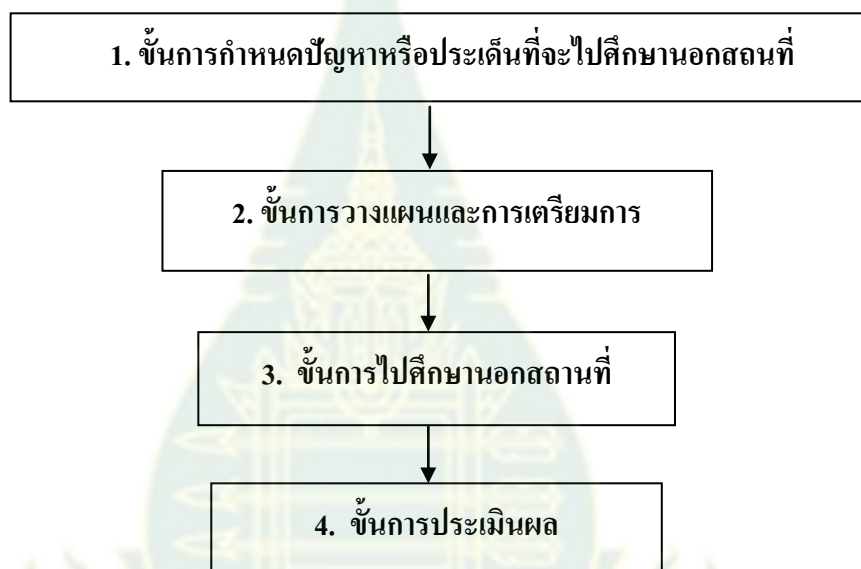 1. ขั้นการกำหนดปัญหาหรือประเด็นที่จะไปศึกษานอกสถนที่
2. ขั้นการวางแผนและการเตรียมการ
3. ขั้นการไปศึกษานอกสถานที่
4. ขั้นการประเมินผล